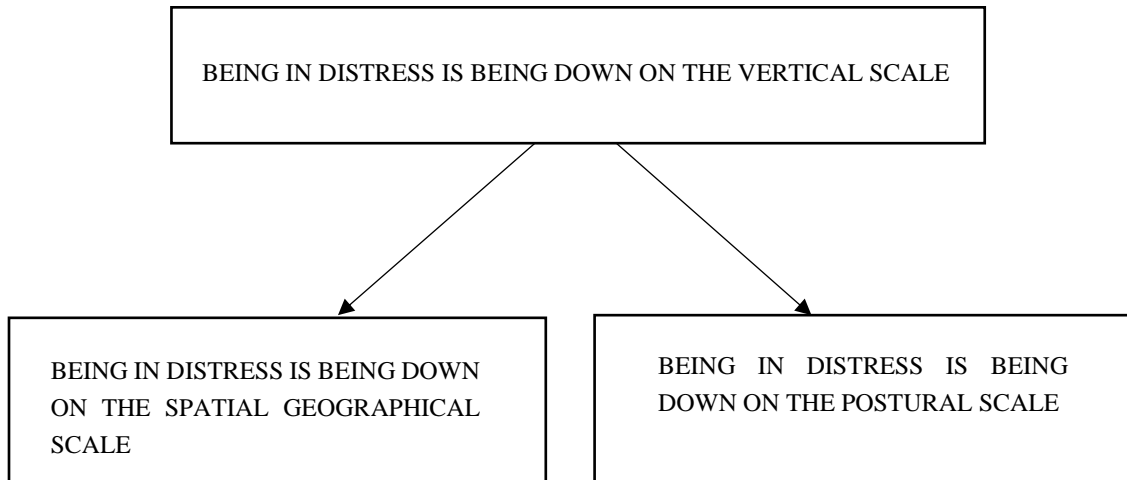 BEING IN DISTRESS IS BEING DOWN ON THE VERTICAL SCALE
BEING IN DISTRESS IS BEING DOWN
ON THE SPATIAL GEOGRAPHICAL
SCALE
BEING IN DISTRESS IS BEING
DOWN ON THE POSTURAL SCALE